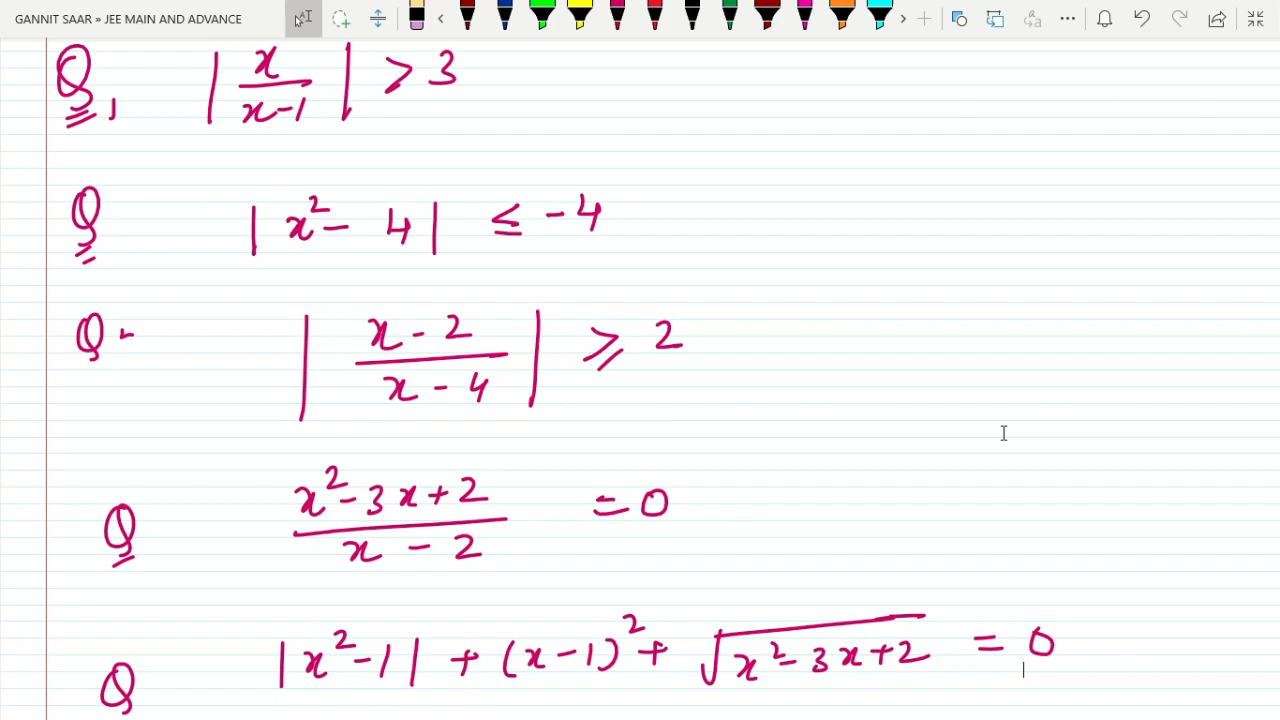 GANNIT SAAR » JEE MAIN AND ADVANCE
Q1 |x/(x-1)| > 3
Q |x²-4| ≤ -4
Q. |(x-2)/(x-4)| ≥ 2
Q (x²-3x+2)/(x-2) = 0
Q |x²-1| + (x-1)² + √(x²-3x+2) = 0